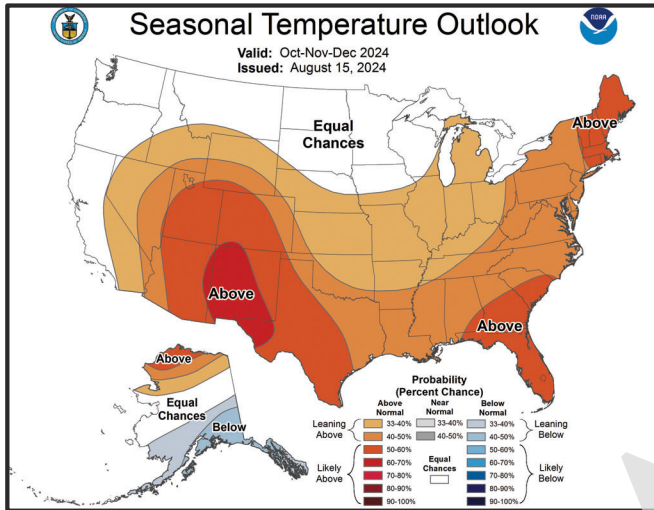 Seasonal Temperature Outlook
NOAA
Valid: Oct-Nov-Dec 2024
Issued: August 15, 2024
Equal
Chances
Above
Above
Above
Above
Equal
Chances
Below
Probability
(Percent Chance)
Above
Normal
Near
Normal
Below
Normal
Leaning
Above
33-40%
40-50%
33-40%
40-50%
33-40%
40-50%
Leaning
Below
Likely
Above
50-60%
60-70%
70-80%
80-90%
90-100%
Equal
Chances
50-60%
60-70%
70-80%
80-90%
90-100%
Likely
Below